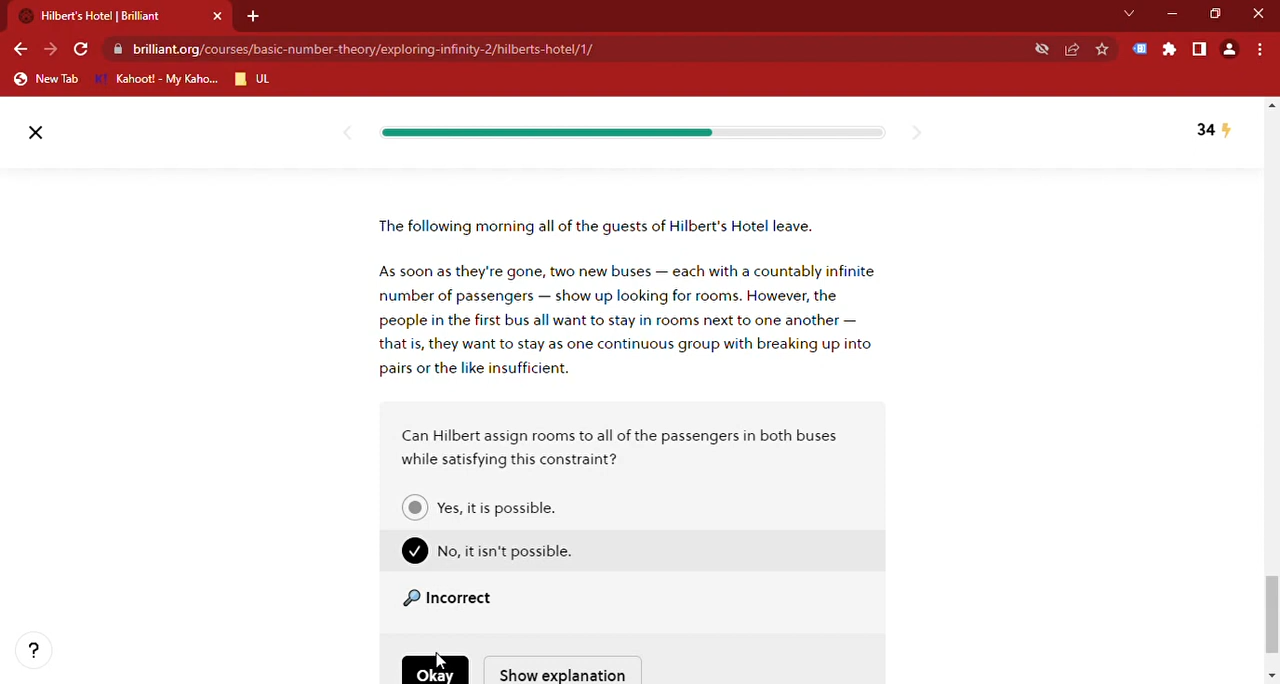 Hilbert's Hotel | Brilliant
brilliant.org/courses/basic-number-theory/exploring-infinity-2/hilberts-hotel/1/
New Tab K! Kahoot! - My Kaho... UL
34
The following morning all of the guests of Hilbert's Hotel leave.
As soon as they're gone, two new buses — each with a countably infinite
number of passengers — show up looking for rooms. However, the
people in the first bus all want to stay in rooms next to one another —
that is, they want to stay as one continuous group with breaking up into
pairs or the like insufficient.
Can Hilbert assign rooms to all of the passengers in both buses
while satisfying this constraint?
Yes, it is possible.
No, it isn't possible.
Incorrect
?
Okay Show explanation